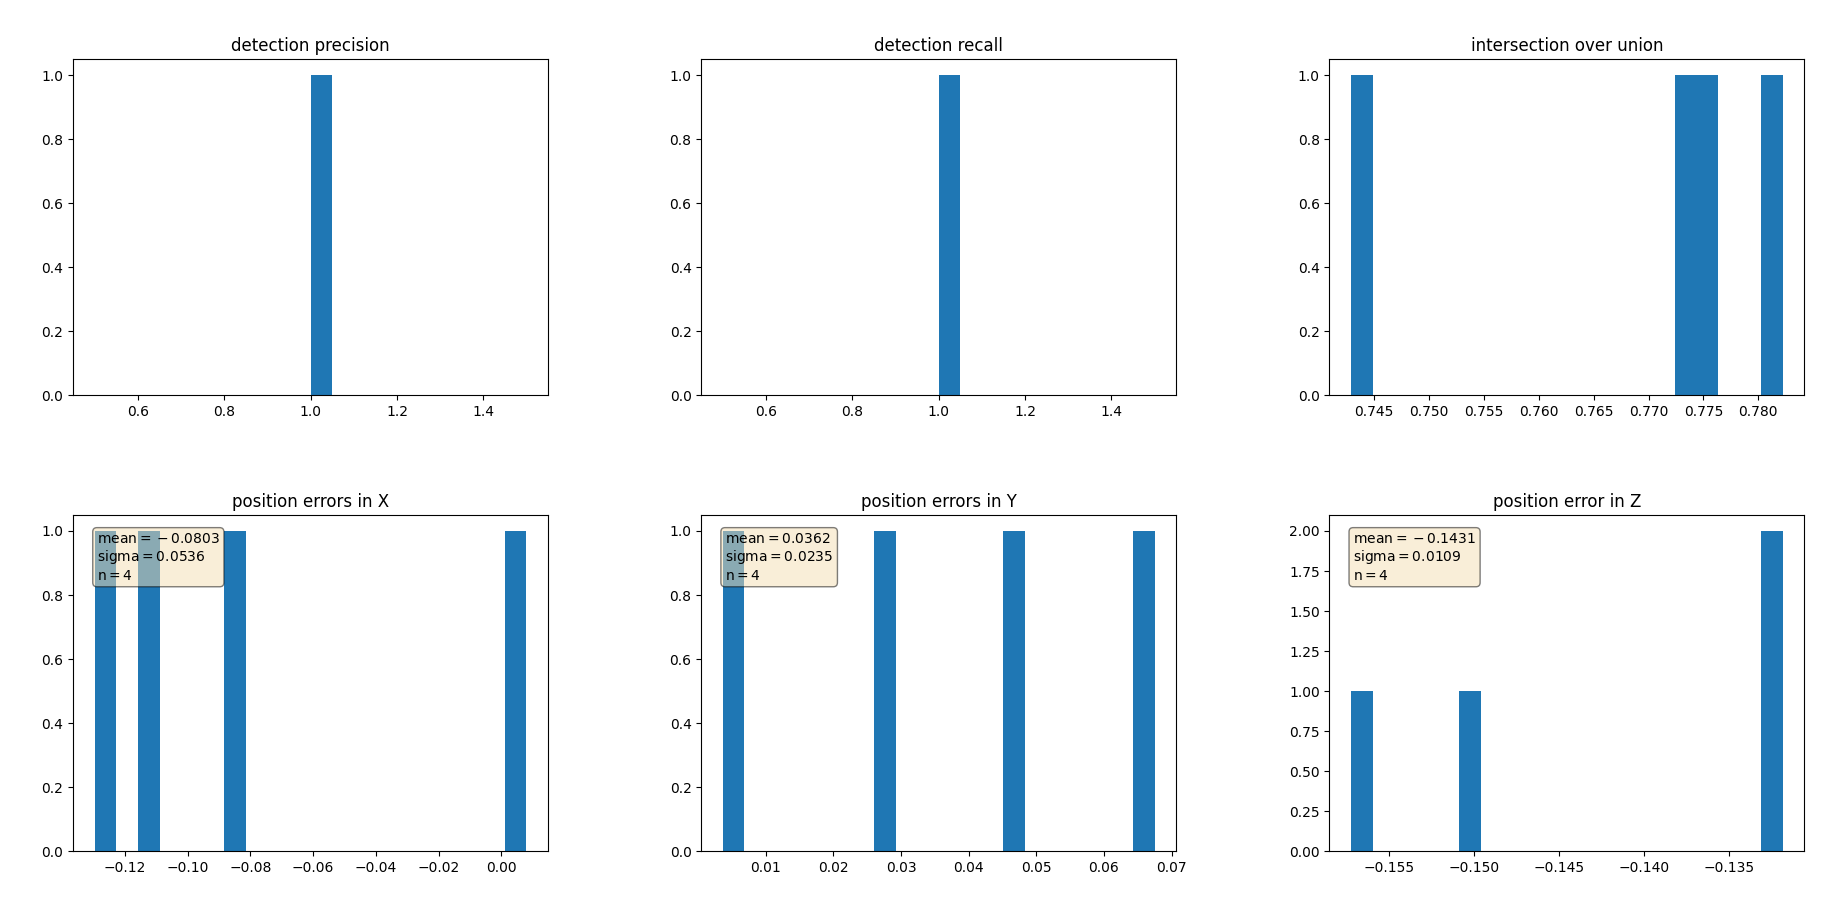 detection precision
1.0
0.8
0.6
0.4
0.2
0.0
0.6 0.8 1.0 1.2 1.4
detection recall
1.0
0.8
0.6
0.4
0.2
0.0
0.6 0.8 1.0 1.2 1.4
intersection over union
1.0
0.8
0.6
0.4
0.2
0.0
0.745 0.750 0.755 0.760 0.765 0.770 0.775 0.780
position errors in X
mean = −0.0803
sigma = 0.0536
n = 4
1.0
0.8
0.6
0.4
0.2
0.0
−0.12 −0.10 −0.08 −0.06 −0.04 −0.02 0.00
position errors in Y
mean = 0.0362
sigma = 0.0235
n = 4
1.0
0.8
0.6
0.4
0.2
0.0
0.01 0.02 0.03 0.04 0.05 0.06 0.07
position error in Z
mean = −0.1431
sigma = 0.0109
n = 4
2.00
1.75
1.50
1.25
1.00
0.75
0.50
0.25
0.00
−0.155 −0.150 −0.145 −0.140 −0.135